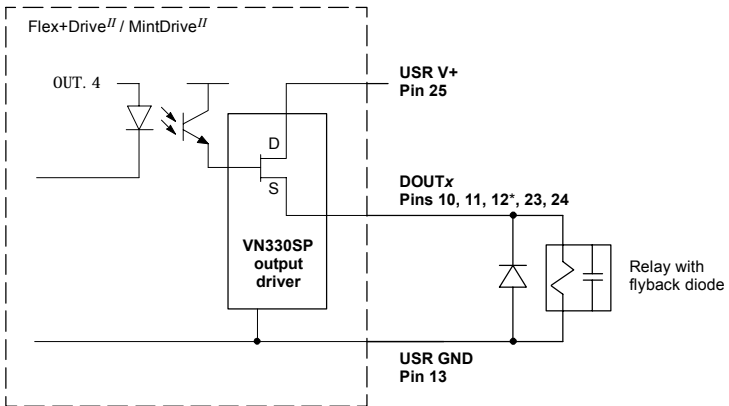 Flex+Drive II / MintDrive II
OUT. 4
USR V+
Pin 25
D
S
DOUTx
Pins 10, 11, 12*, 23, 24
VN330SP
output
driver
Relay with
flyback diode
USR GND
Pin 13